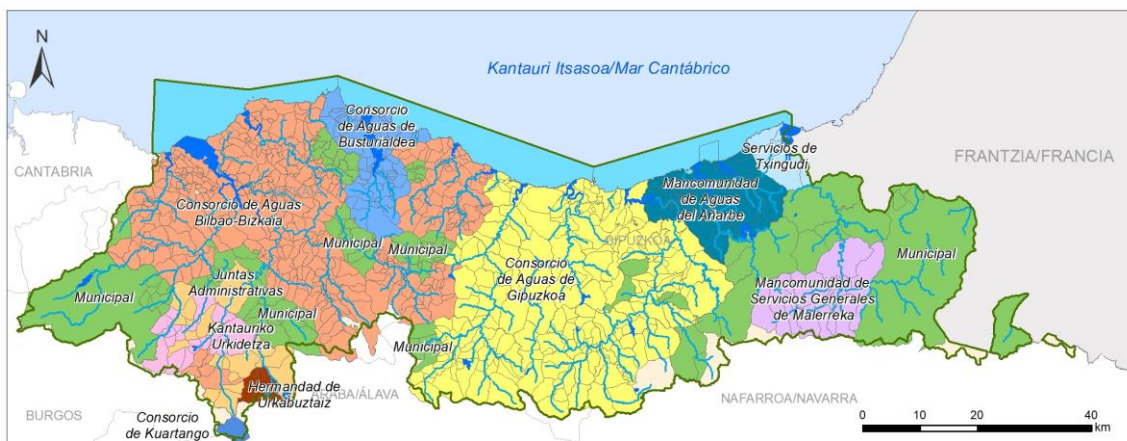 N
Kantauri Itsasoa/Mar Cantábrico
CANTABRIA
FRANTZIA/FRANCIA
Consorcio
de Aguas de
Busturialdea
Servicios de
Txingudi
Mancomunidad
de Aguas
del Añarbe
Consorcio de Aguas
Bilbao-Bizkaia
GIPUZKOA
Municipal
Municipal
Municipal
Consorcio
de Aguas de
Gipuzkoa
Juntas
Administrativas
Municipal
Mancomunidad de
Servicios Generales
de Malerreka
Municipal
Kantauriko
Urkidetza
Municipal
Hermandad de
Urkabuztaiz
ARABA/ÁLAVA
NAFARROA/NAVARRA
BURGOS
Consorcio
de Kuartango
0 10 20 40
km